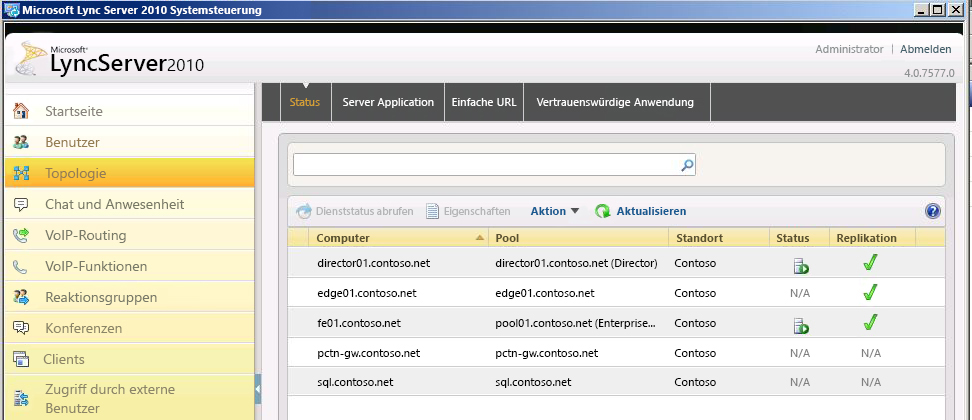 Microsoft Lync Server 2010 Systemsteuerung
Microsoft®
LyncServer2010
Administrator | Abmelden
4.0.7577.0
Startseite
Benutzer
Topologie
Chat und Anwesenheit
VoIP-Routing
VoIP-Funktionen
Reaktionsgruppen
Konferenzen
Clients
Zugriff durch externe
Benutzer
Status Server Application Einfache URL Vertrauenswürdige Anwendung
Dienststatus abrufen Eigenschaften Aktion Aktualisieren
Computer Pool Standort Status Replikation
director01.contoso.net director01.contoso.net (Director) Contoso
edge01.contoso.net edge01.contoso.net Contoso N/A
fe01.contoso.net pool01.contoso.net (Enterprise... Contoso
pctn-gw.contoso.net pctn-gw.contoso.net Contoso N/A N/A
sql.contoso.net sql.contoso.net Contoso N/A N/A